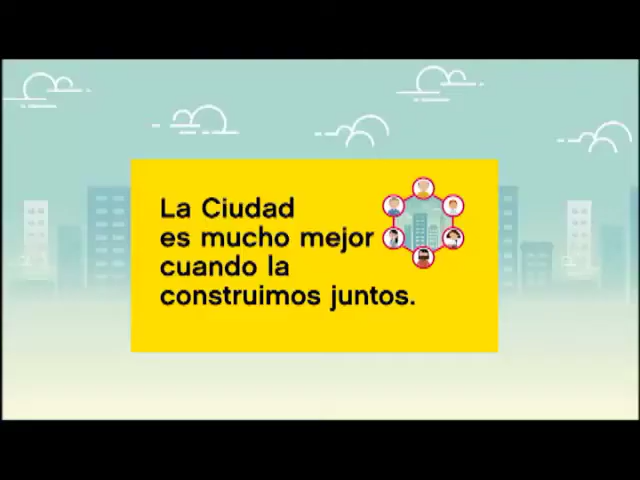 La Ciudad
es mucho mejor
cuando la
construimos juntos.